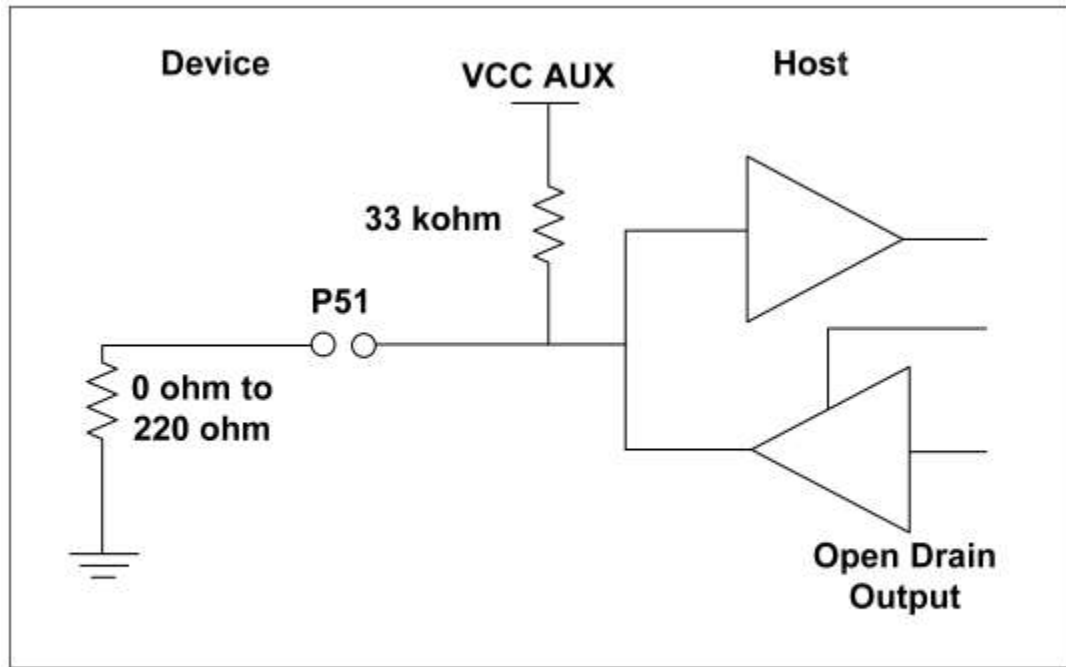 Device
VCC AUX
Host
33 kohm
P51
0 ohm to
220 ohm
Open Drain
Output